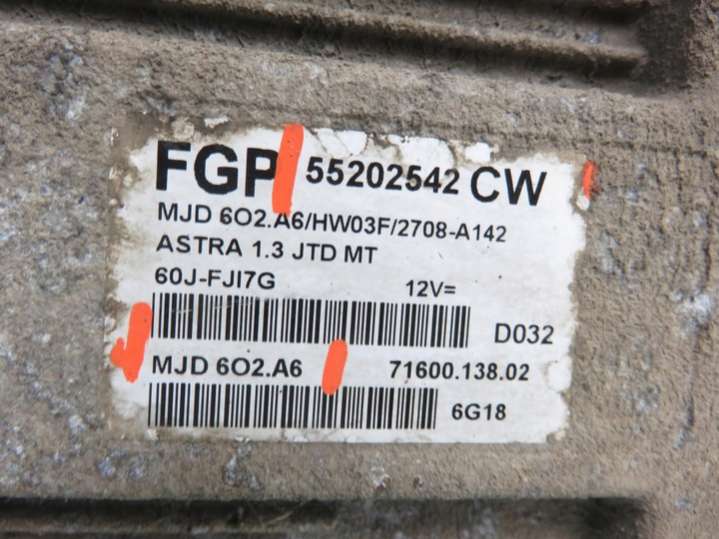 FGP 55202542 CW
MJD 6O2.A6/HW03F/2708-A142
ASTRA 1.3 JTD MT
60J-FJI7G 12V=
D032
MJD 6O2.A6 71600.138.02
6G18